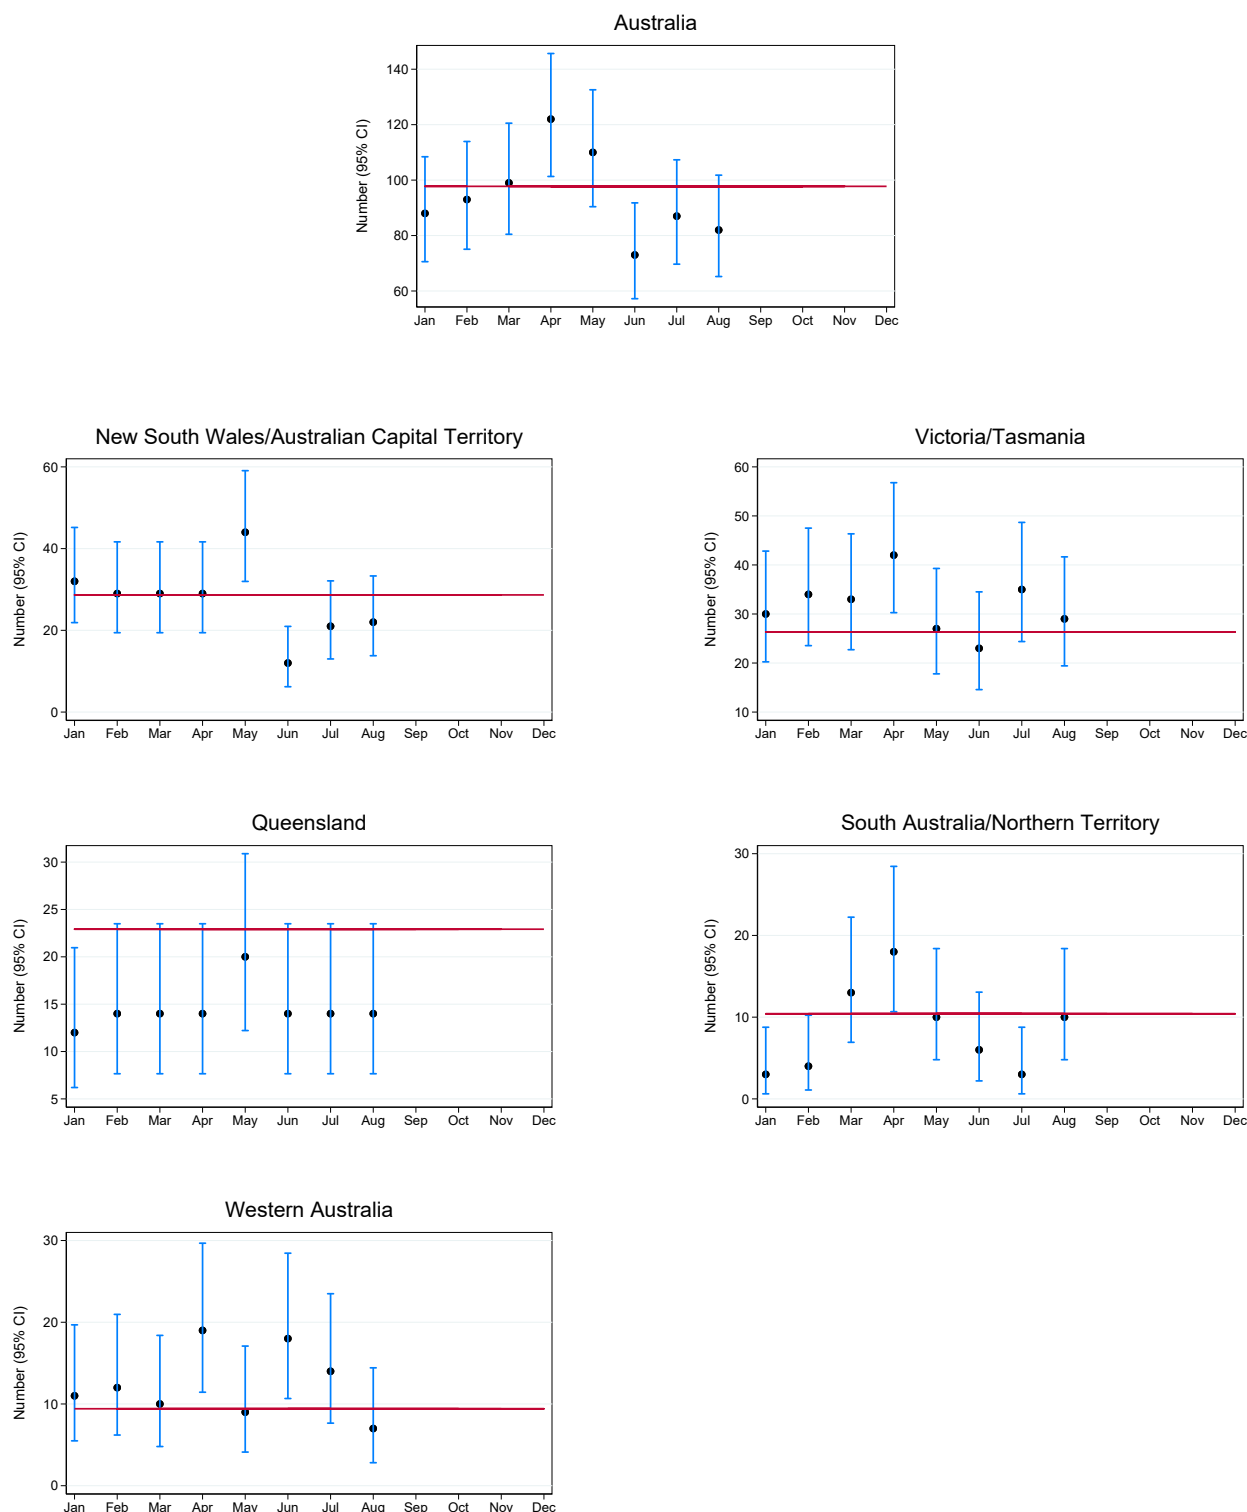 Australia
Number (95% CI)
140
120
100
80
60
Jan Feb Mar Apr May Jun Jul Aug Sep Oct Nov Dec
New South Wales/Australian Capital Territory
Number (95% CI)
60
40
20
0
Jan Feb Mar Apr May Jun Jul Aug Sep Oct Nov Dec
Victoria/Tasmania
Number (95% CI)
60
50
40
30
20
10
Jan Feb Mar Apr May Jun Jul Aug Sep Oct Nov Dec
Queensland
Number (95% CI)
30
25
20
15
10
5
Jan Feb Mar Apr May Jun Jul Aug Sep Oct Nov Dec
South Australia/Northern Territory
Number (95% CI)
30
20
10
0
Jan Feb Mar Apr May Jun Jul Aug Sep Oct Nov Dec
Western Australia
Number (95% CI)
30
20
10
0
Jan Feb Mar Apr May Jun Jul Aug Sep Oct Nov Dec